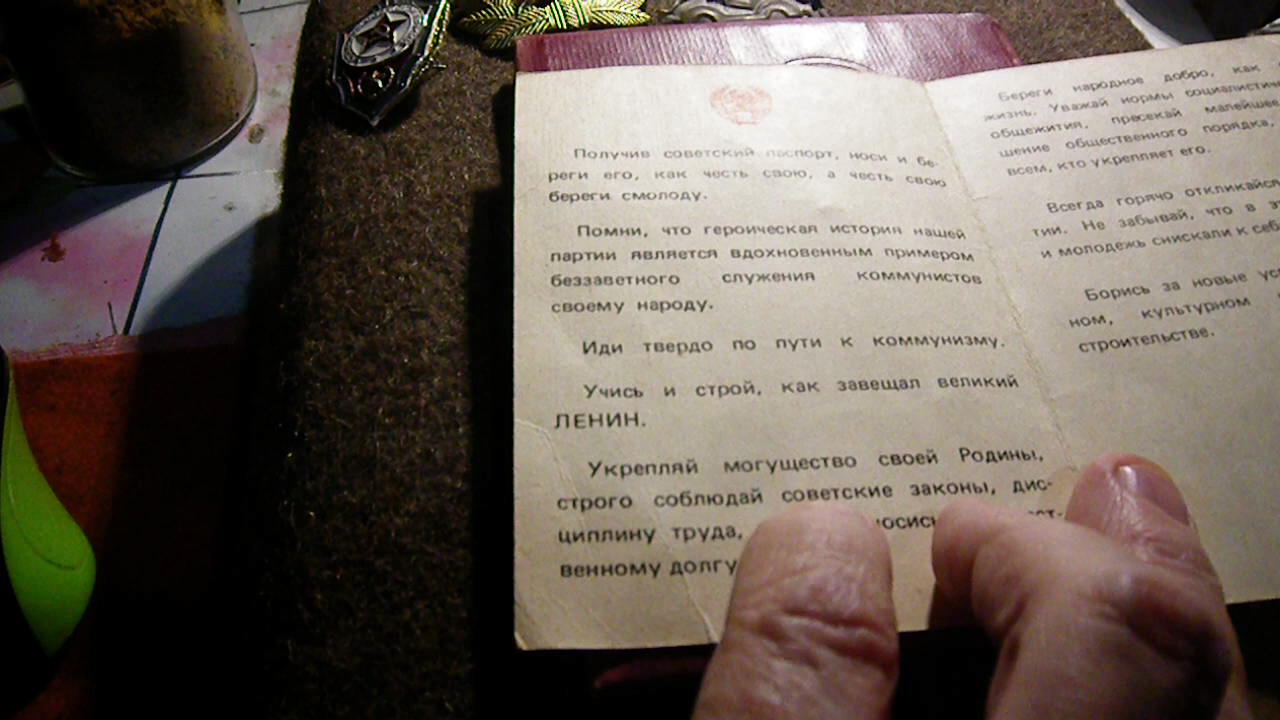 Получив советский паспорт, носи и бе-
реги его, как честь свою, а честь свою
береги смолоду.
Помни, что героическая история нашей
партии является вдохновенным примером
беззаветного служения коммунистов
своему народу.
Иди твердо по пути к коммунизму.
Учись и строй, как завещал великий
ЛЕНИН.
Укрепляй могущество своей Родины,
строго соблюдай советские законы, дис-
циплину труда,
венному долгу
Береги народное добро, как
жизнь. Уважай нормы социалистиче
общежития, пресекай малейшее
шение общественного порядка,
всем, кто укрепляет его.
Всегда горячо откликайся
тии. Не забывай, что в
и молодежь снискали к
Борись за новые
ном, культурном
строительстве.